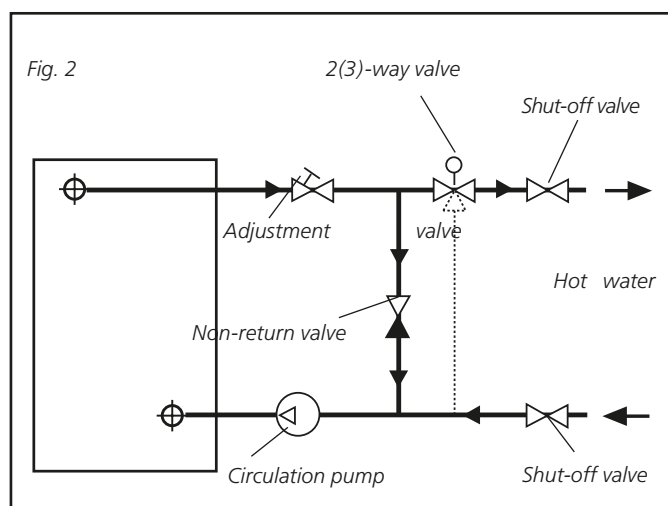 Fig. 2
2(3)-way valve
Shut-off valve
Adjustment valve
Hot water
Non-return valve
Circulation pump
Shut-off valve